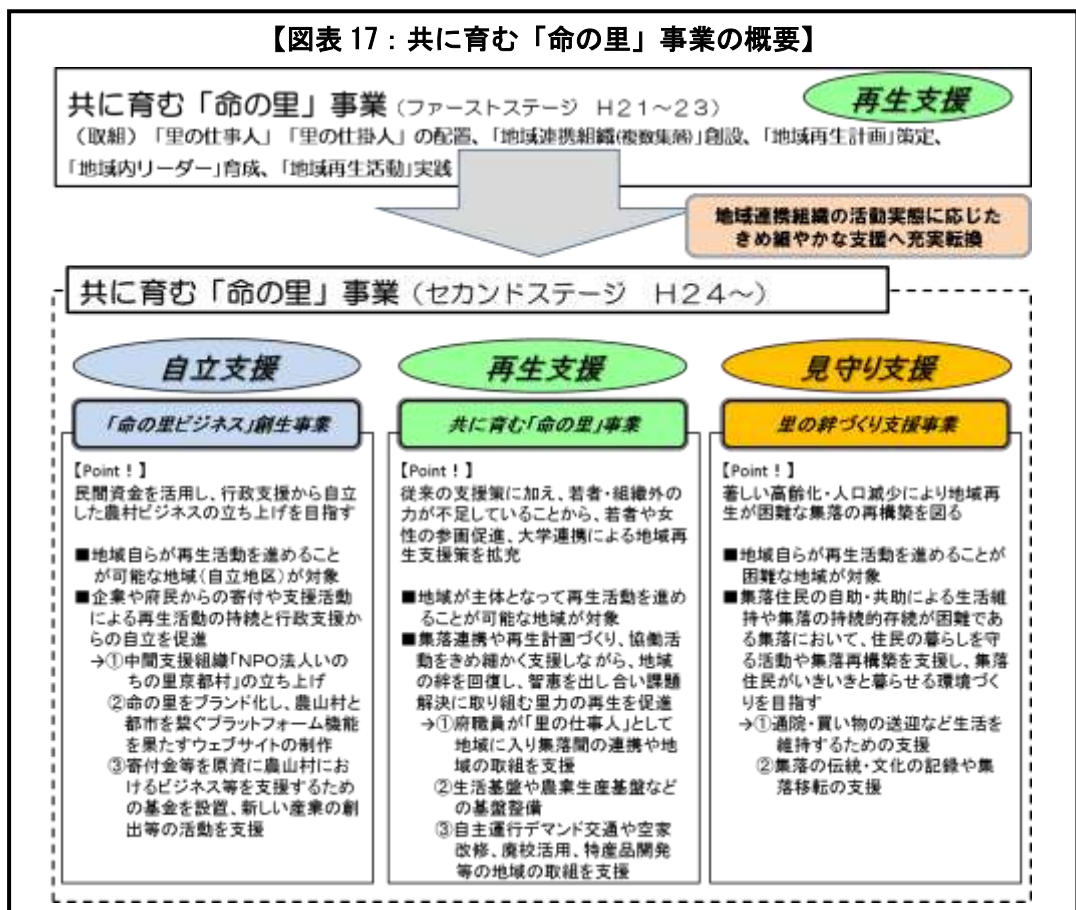 【図表 17：共に育む「命の里」事業の概要】
共に育む「命の里」事業（ファーストステージ　Ｈ２１～２３）
再生支援
（取組）「里の仕事人」「里の仕掛人」の配置、「地域連携組織(複数集落)」創設、「地域再生計画」策定、
「地域内リーダー」育成、「地域再生活動」実践
地域連携組織の活動実態に応じた
きめ細やかな支援へ充実転換
共に育む「命の里」事業（セカンドステージ　Ｈ２４～）
自立支援
「命の里ビジネス」創生事業
【Point！】
民間資金を活用し、行政支援から自立
した農村ビジネスの立ち上げを目指す
■地域自らが再生活動を進めること
が可能な地域（自立地区）が対象
■企業や府民からの寄付や支援活動
による再生活動の持続と行政支援か
らの自立を促進
→①中間支援組織「NPO法人いの
ちの里京都村」の立ち上げ
②命の里をブランド化し、農山村と
都市を繋ぐプラットフォーム機能
を果たすウェブサイトの制作
③寄付金等を原資に農山村にお
けるビジネス等を支援するため
の基金を設置、新しい産業の創
出等の活動を支援
再生支援
共に育む「命の里」事業
【Point！】
従来の支援策に加え、若者・組織外の
力が不足していることから、若者や女
性の参画促進、大学連携による地域再
生支援策を拡充
■地域が主体となって再生活動を進め
ることが可能な地域が対象
■集落連携や再生計画づくり、協働活
動をきめ細かく支援しながら、地域
の絆を回復し、智恵を出し合い課題
解決に取り組む里力の再生を促進
→①府職員が「里の仕事人」として
地域に入り集落間の連携や地
域の取組を支援
②生活基盤や農業生産基盤など
の基盤整備
③自主運行デマンド交通や空家
改修、廃校活用、特産品開発
等の地域の取組を支援
見守り支援
里の絆づくり支援事業
【Point！】
著しい高齢化・人口減少により地域再
生が困難な集落の再構築を図る
■地域自らが再生活動を進めることが
困難な地域が対象
■集落住民の自助・共助による生活維
持や集落の持続的存続が困難であ
る集落において、住民の暮らしを守
る活動や集落再構築を支援し、集落
住民がいきいきと暮らせる環境づく
りを目指す
→①通院・買い物の送迎など生活を
維持するための支援
②集落の伝統・文化の記録や集
落移転の支援